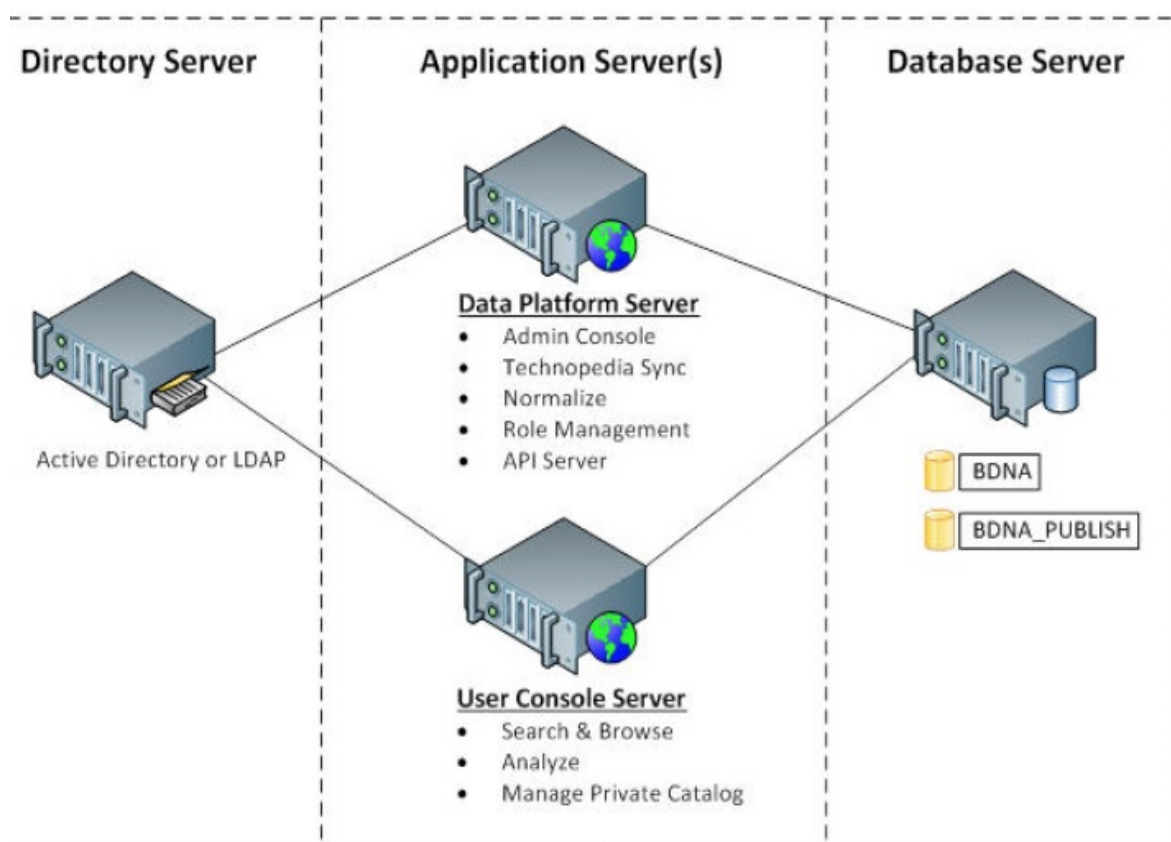 Directory Server
Application Server(s)
Database Server
Data Platform Server
• Admin Console
• Technopedia Sync
• Normalize
• Role Management
• API Server
Active Directory or LDAP
BDNA
BDNA_PUBLISH
User Console Server
• Search & Browse
• Analyze
• Manage Private Catalog